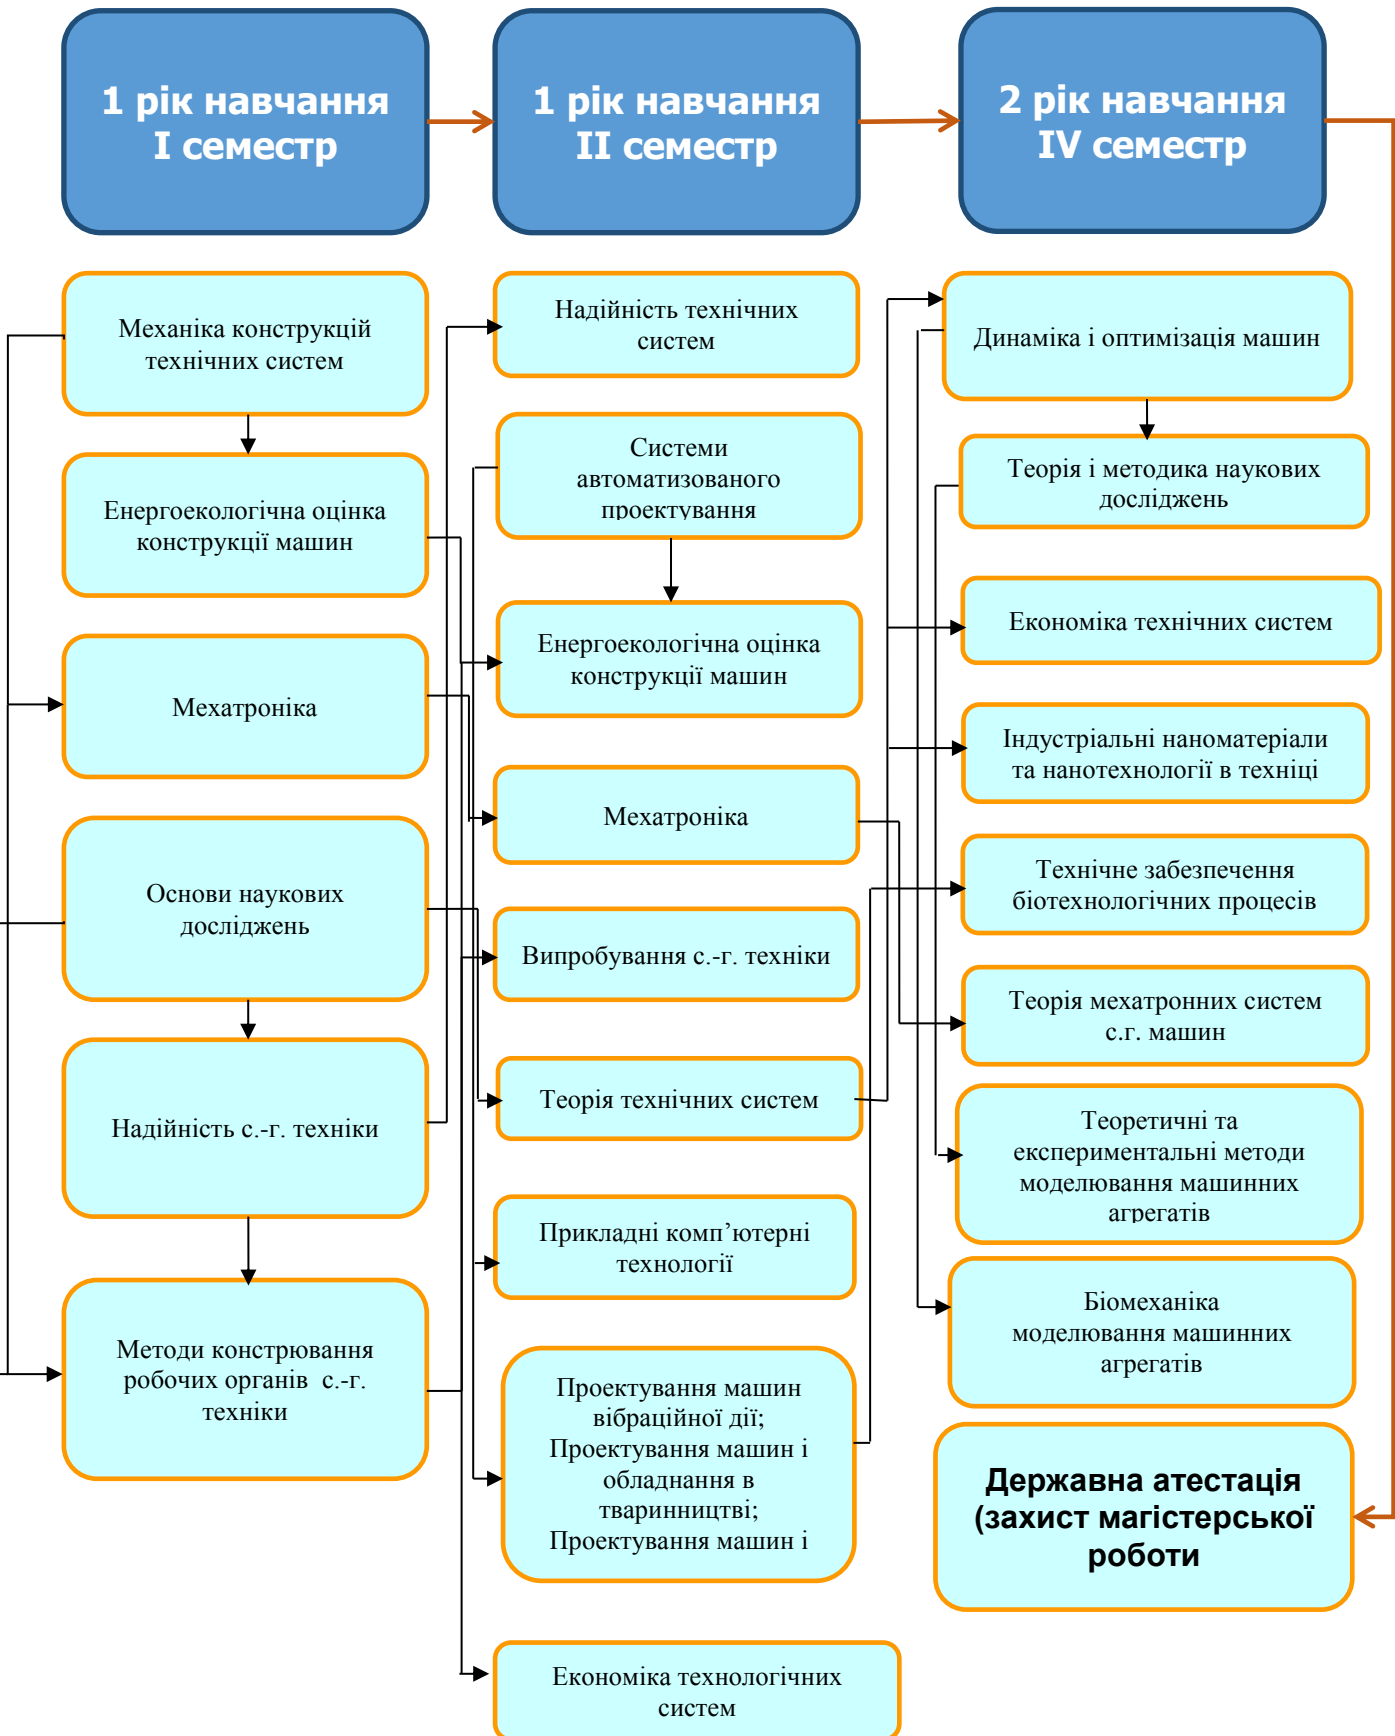 1 рік навчання
I семестр
1 рік навчання
II семестр
2 рік навчання
IV семестр
Механіка конструкцій
технічних систем
Енергоекологічна оцінка
конструкції машин
Мехатроніка
Основи наукових
досліджень
Надійність с.-г. техніки
Методи констрювання
робочих органів с.-г.
техніки
Надійність технічних
систем
Системи
автоматизованого
проектування
Енергоекологічна оцінка
конструкції машин
Мехатроніка
Випробування с.-г. техніки
Теорія технічних систем
Прикладні комп’ютерні
технології
Проектування машин
вібраційної дії;
Проектування машин і
обладнання в
тваринництві;
Проектування машин і
Економіка технологічних
систем
Динаміка і оптимізація машин
Теорія і методика наукових
досліджень
Економіка технічних систем
Індустріальні наноматеріали
та нанотехнології в техніці
Технічне забезпечення
біотехнологічних процесів
Теорія мехатронних систем
с.г. машин
Теоретичні та
експериментальні методи
моделювання машинних
агрегатів
Біомеханіка
моделювання машинних
агрегатів
Державна атестація
(захист магістерської
роботи